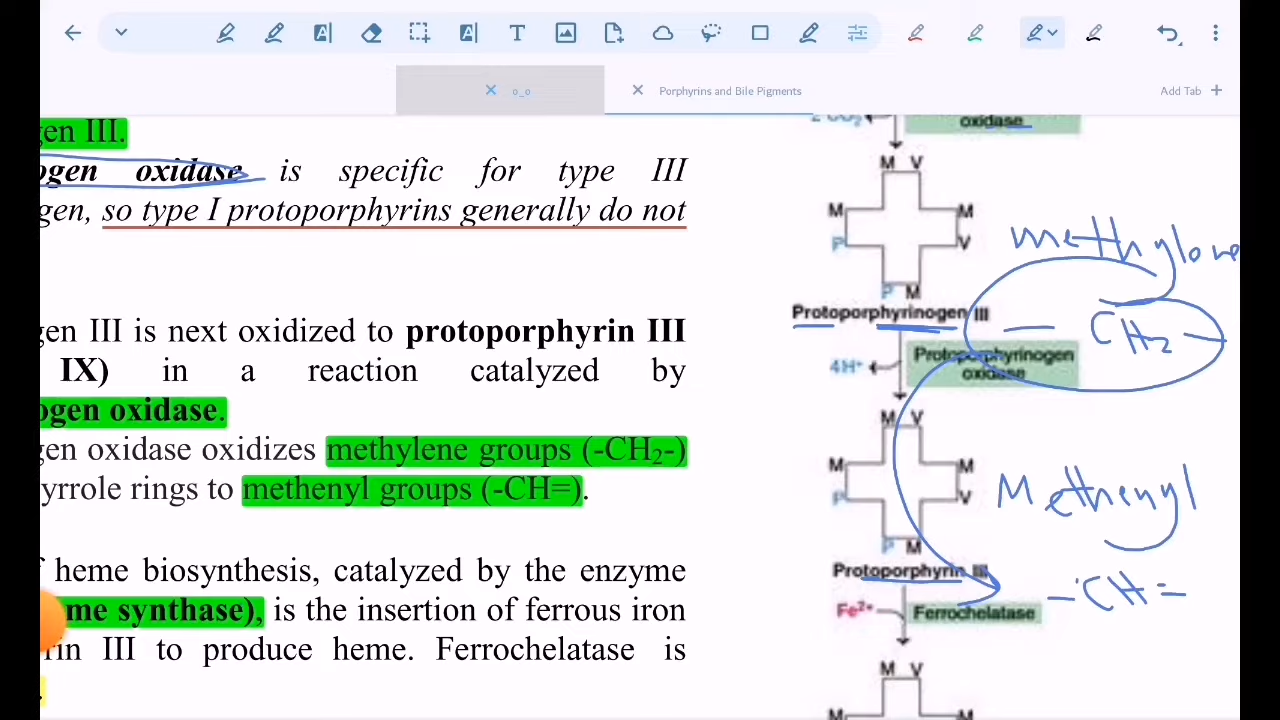 o_o
Porphyrins and Bile Pigments
Add Tab
gen III.
ogen oxidase is specific for type III
gen, so type I protoporphyrins generally do not
gen III is next oxidized to protoporphyrin III
IX) in a reaction catalyzed by
ogen oxidase.
gen oxidase oxidizes methylene groups (-CH2-)
yrrole rings to methenyl groups (-CH=).
heme biosynthesis, catalyzed by the enzyme
me synthase), is the insertion of ferrous iron
rin III to produce heme. Ferrochelatase is
2 CO2
oxidase
M V
M M
P V
P M
Protoporphyrinogen III
4H+
Protoporphyrinogen
oxidase
M V
M M
P V
P M
Protoporphyrin III
Fe2+
Ferrochelatase
M V
M M
methylene
CH2
Methenyl
-CH=